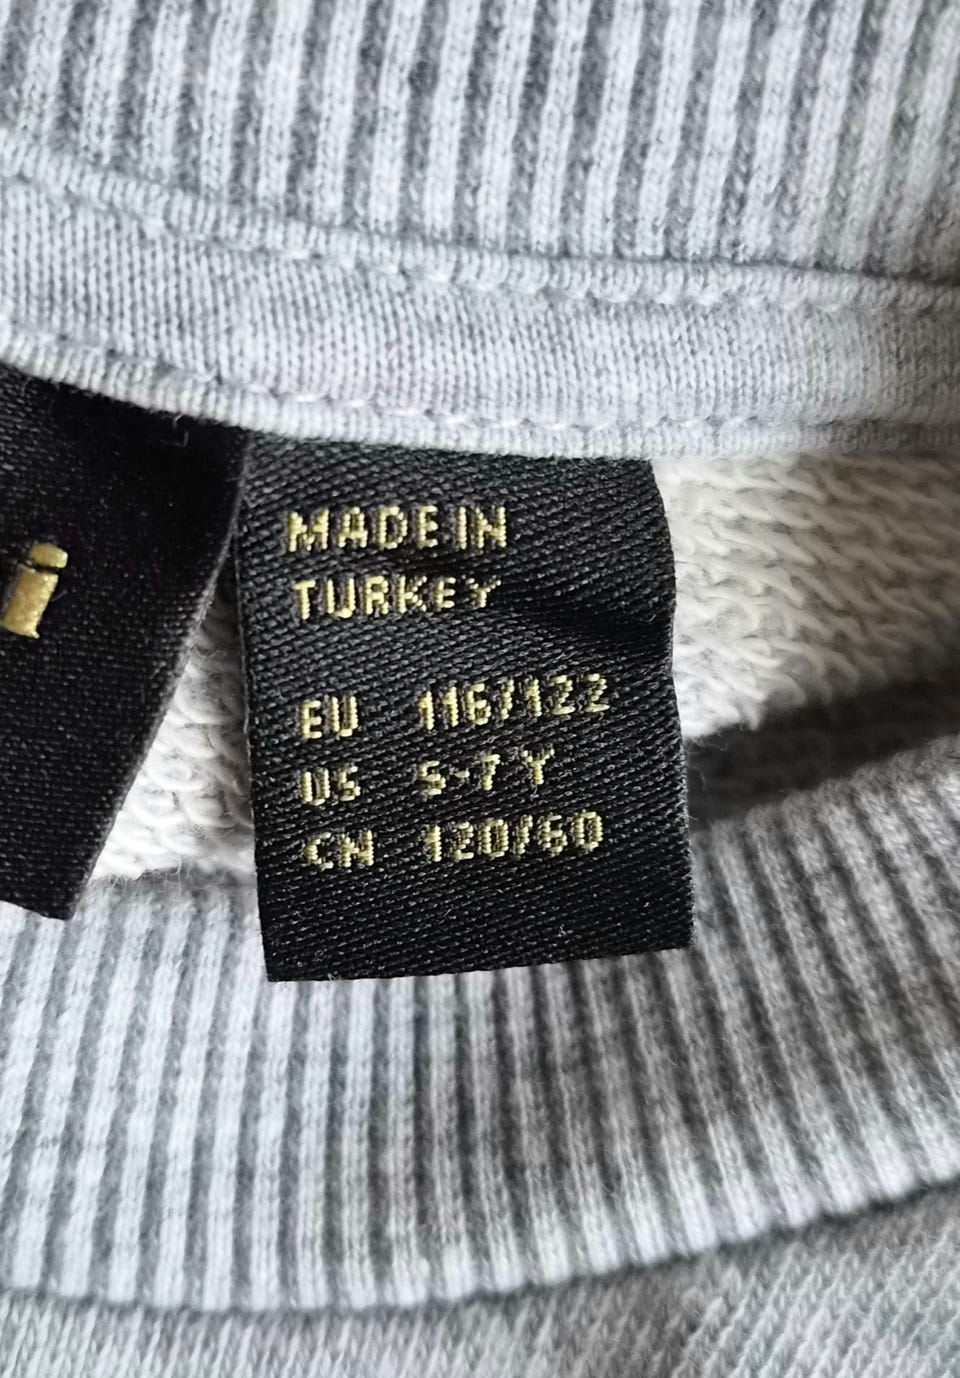 i
MADE IN
TURKEY
EU 116/122
US 5-7 Y
CN 120/60